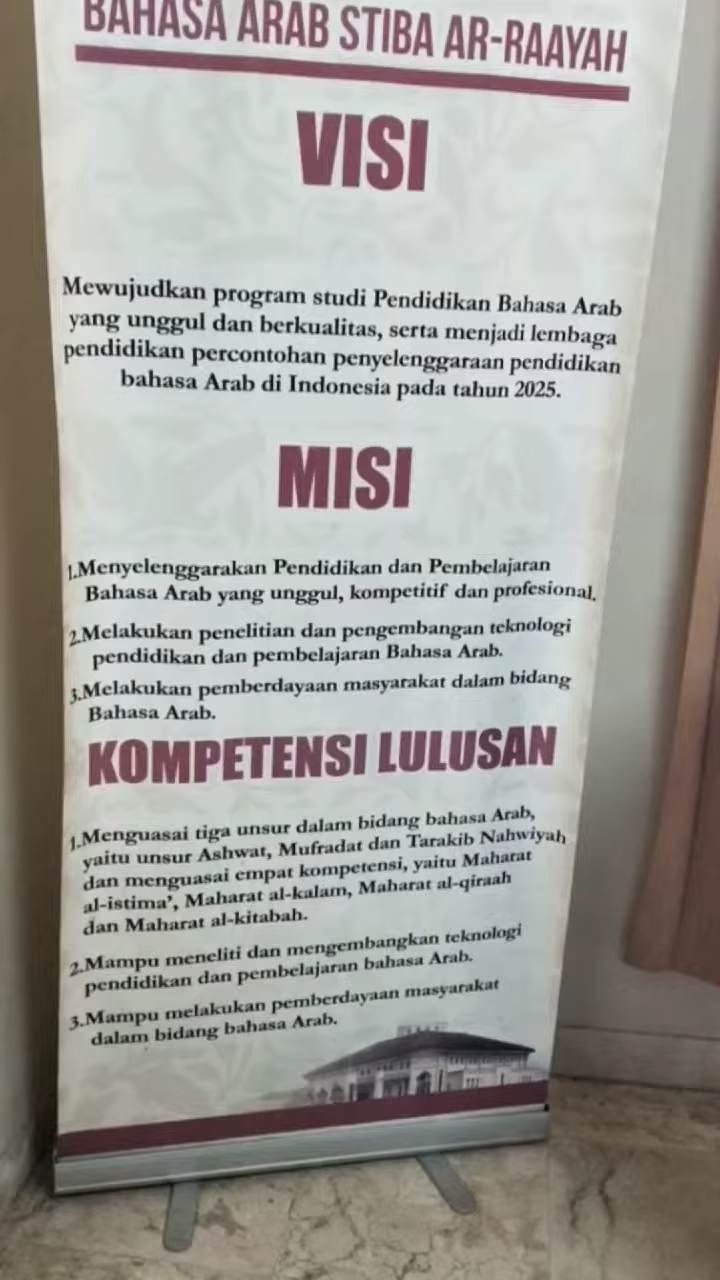 BAHASA ARAB STIBA AR-RAAYAH
VISI
Mewujudkan program studi Pendidikan Bahasa Arab
yang unggul dan berkualitas, serta menjadi lembaga
pendidikan percontohan penyelenggaraan pendidikan
bahasa Arab di Indonesia pada tahun 2025.
MISI
1.Menyelenggarakan Pendidikan dan Pembelajaran
Bahasa Arab yang unggul, kompetitif dan profesional.
2.Melakukan penelitian dan pengembangan teknologi
pendidikan dan pembelajaran Bahasa Arab.
3.Melakukan pemberdayaan masyarakat dalam bidang
Bahasa Arab.
KOMPETENSI LULUSAN
1.Menguasai tiga unsur dalam bidang bahasa Arab,
yaitu unsur Ashwat, Mufradat dan Tarakib Nahwiyah
dan menguasai empat kompetensi, yaitu Maharat
al-istima', Maharat al-kalam, Maharat al-qiraah
dan Maharat al-kitabah.
2.Mampu meneliti dan mengembangkan teknologi
pendidikan dan pembelajaran bahasa Arab.
3.Mampu melakukan pemberdayaan masyarakat
dalam bidang bahasa Arab.